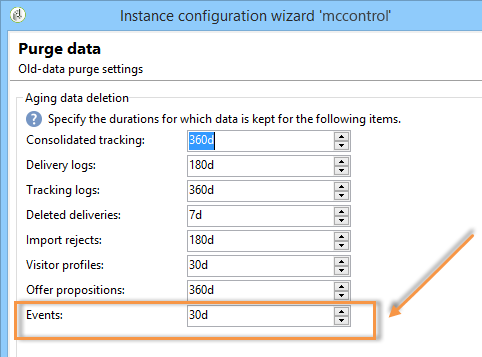 Instance configuration wizard 'mccontrol'
Purge data
Old-data purge settings
Aging data deletion
Specify the durations for which data is kept for the following items.
Consolidated tracking: 360d
Delivery logs: 180d
Tracking logs: 360d
Deleted deliveries: 7d
Import rejects: 180d
Visitor profiles: 30d
Offer propositions: 360d
Events: 30d